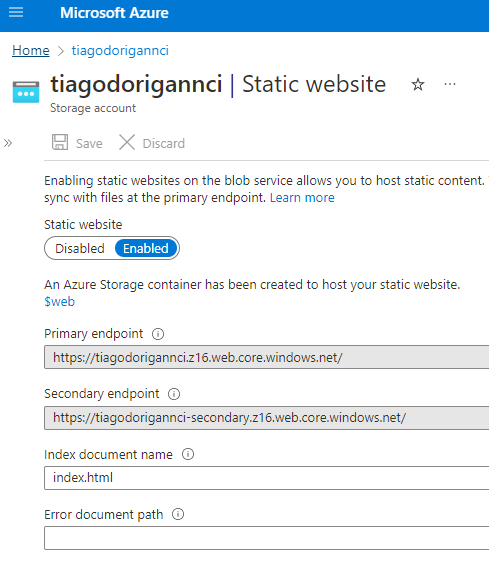 Microsoft Azure
Home > tiagodorigannci
tiagodorigannci | Static website
Storage account
Save
Discard
Enabling static websites on the blob service allows you to host static content.
sync with files at the primary endpoint. Learn more
Static website
Disabled Enabled
An Azure Storage container has been created to host your static website.
$web
Primary endpoint
https://tiagodorigannci.z16.web.core.windows.net/
Secondary endpoint
https://tiagodorigannci-secondary.z16.web.core.windows.net/
Index document name
index.html
Error document path